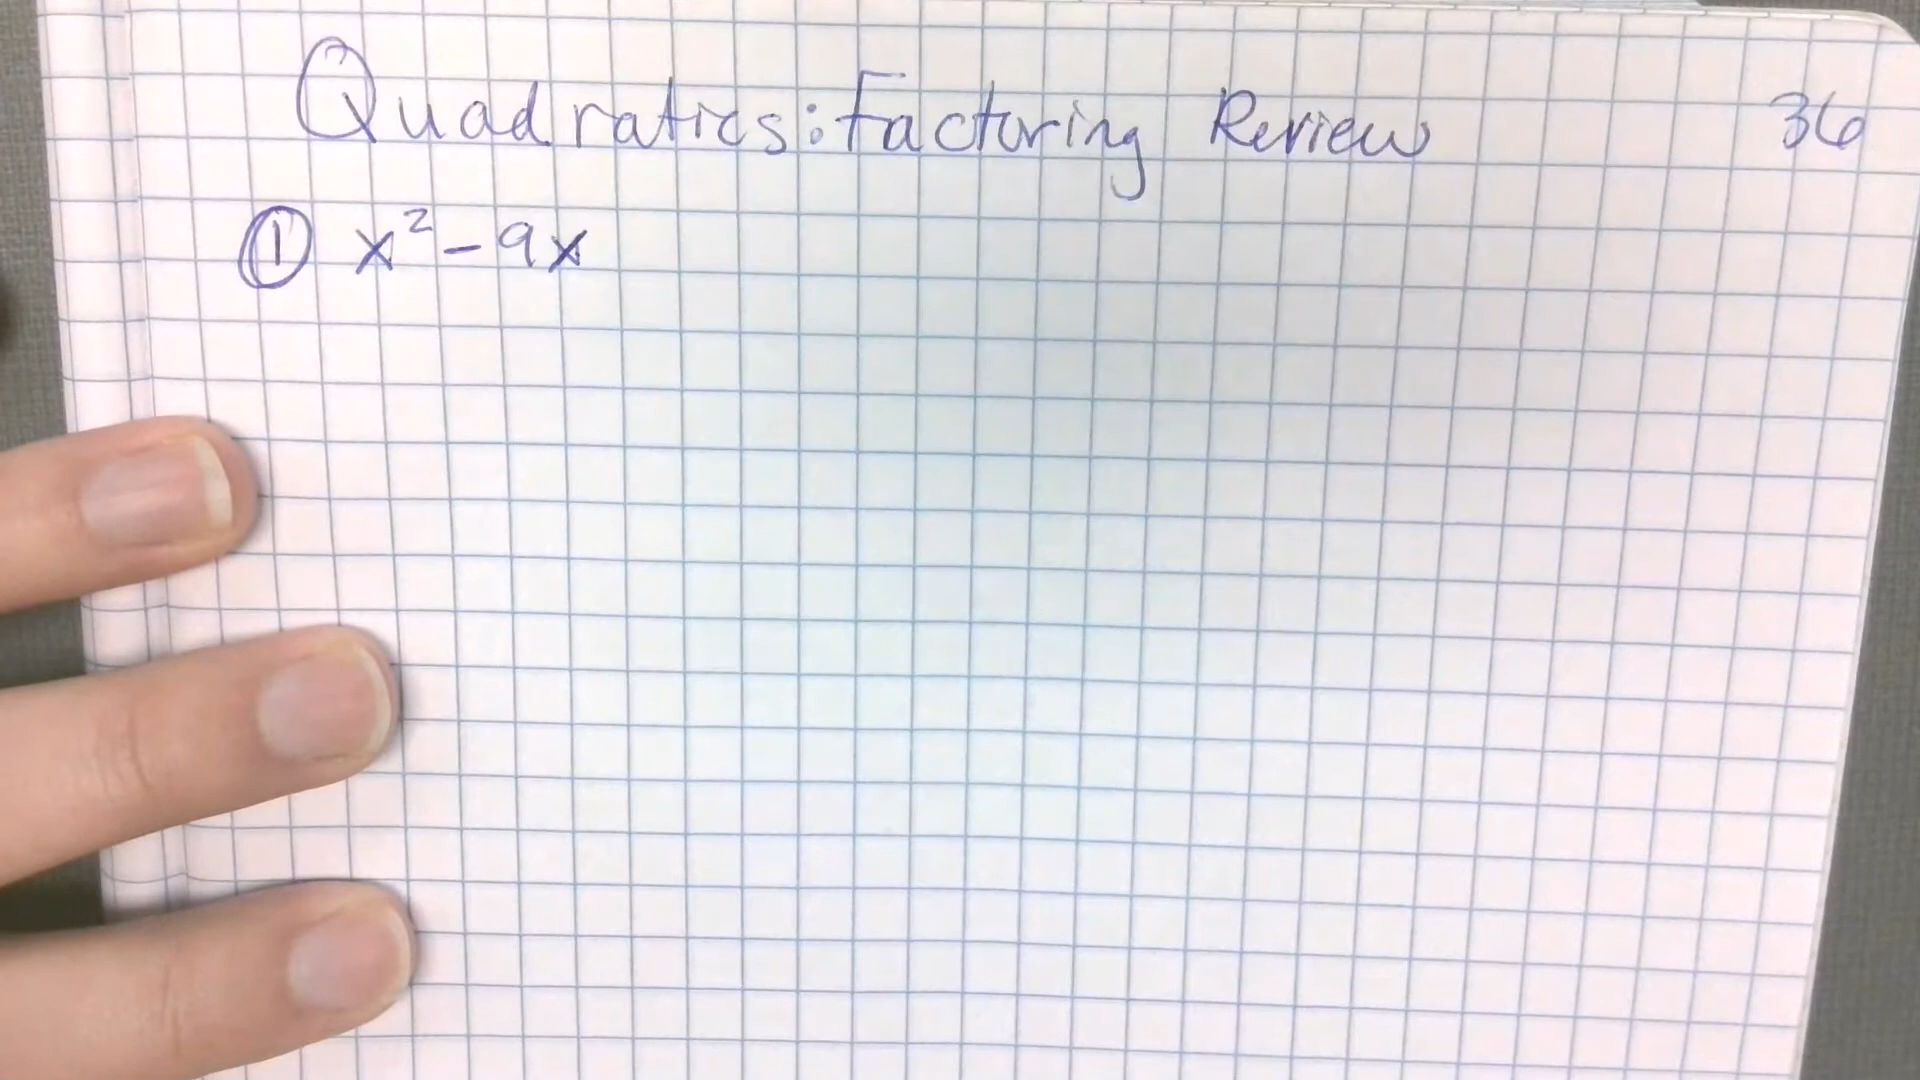 Quadratics: Factoring Review 36
① x² - 9x